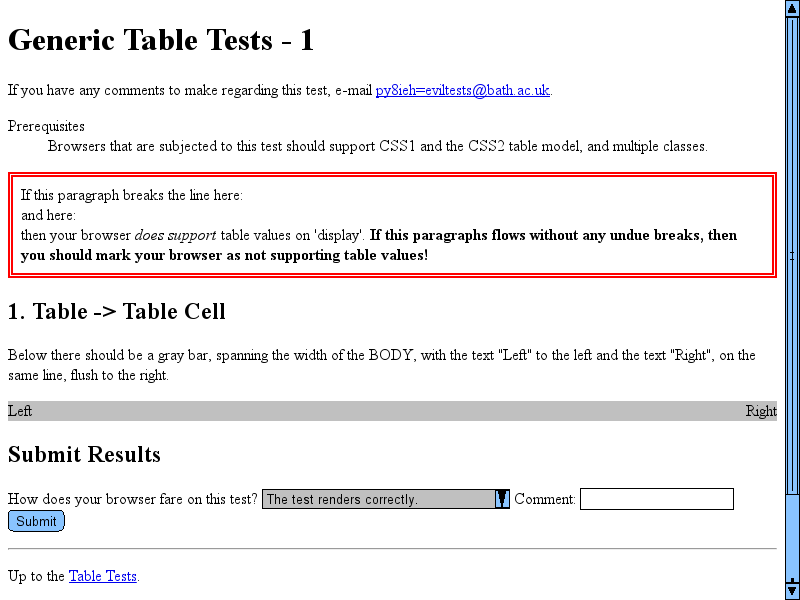 Generic Table Tests - 1
If you have any comments to make regarding this test, e-mail py8ieh=eviltests@bath.ac.uk.
Prerequisites
Browsers that are subjected to this test should support CSS1 and the CSS2 table model, and multiple classes.
If this paragraph breaks the line here:
and here:
then your browser does support table values on 'display'. If this paragraphs flows without any undue breaks, then
you should mark your browser as not supporting table values!
1. Table -> Table Cell
Below there should be a gray bar, spanning the width of the BODY, with the text "Left" to the left and the text "Right", on the
same line, flush to the right.
Left Right
Submit Results
How does your browser fare on this test? The test renders correctly. Comment:
Submit
Up to the Table Tests.